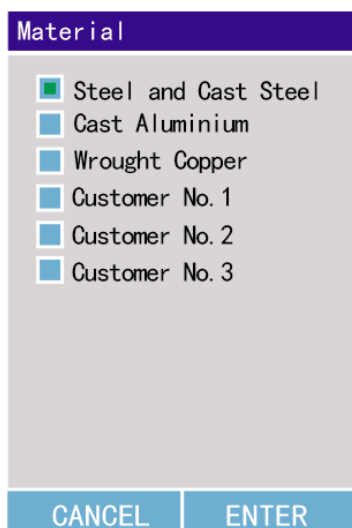 Material
Steel and Cast Steel
Cast Aluminium
Wrought Copper
Customer No.1
Customer No.2
Customer No.3
CANCEL ENTER